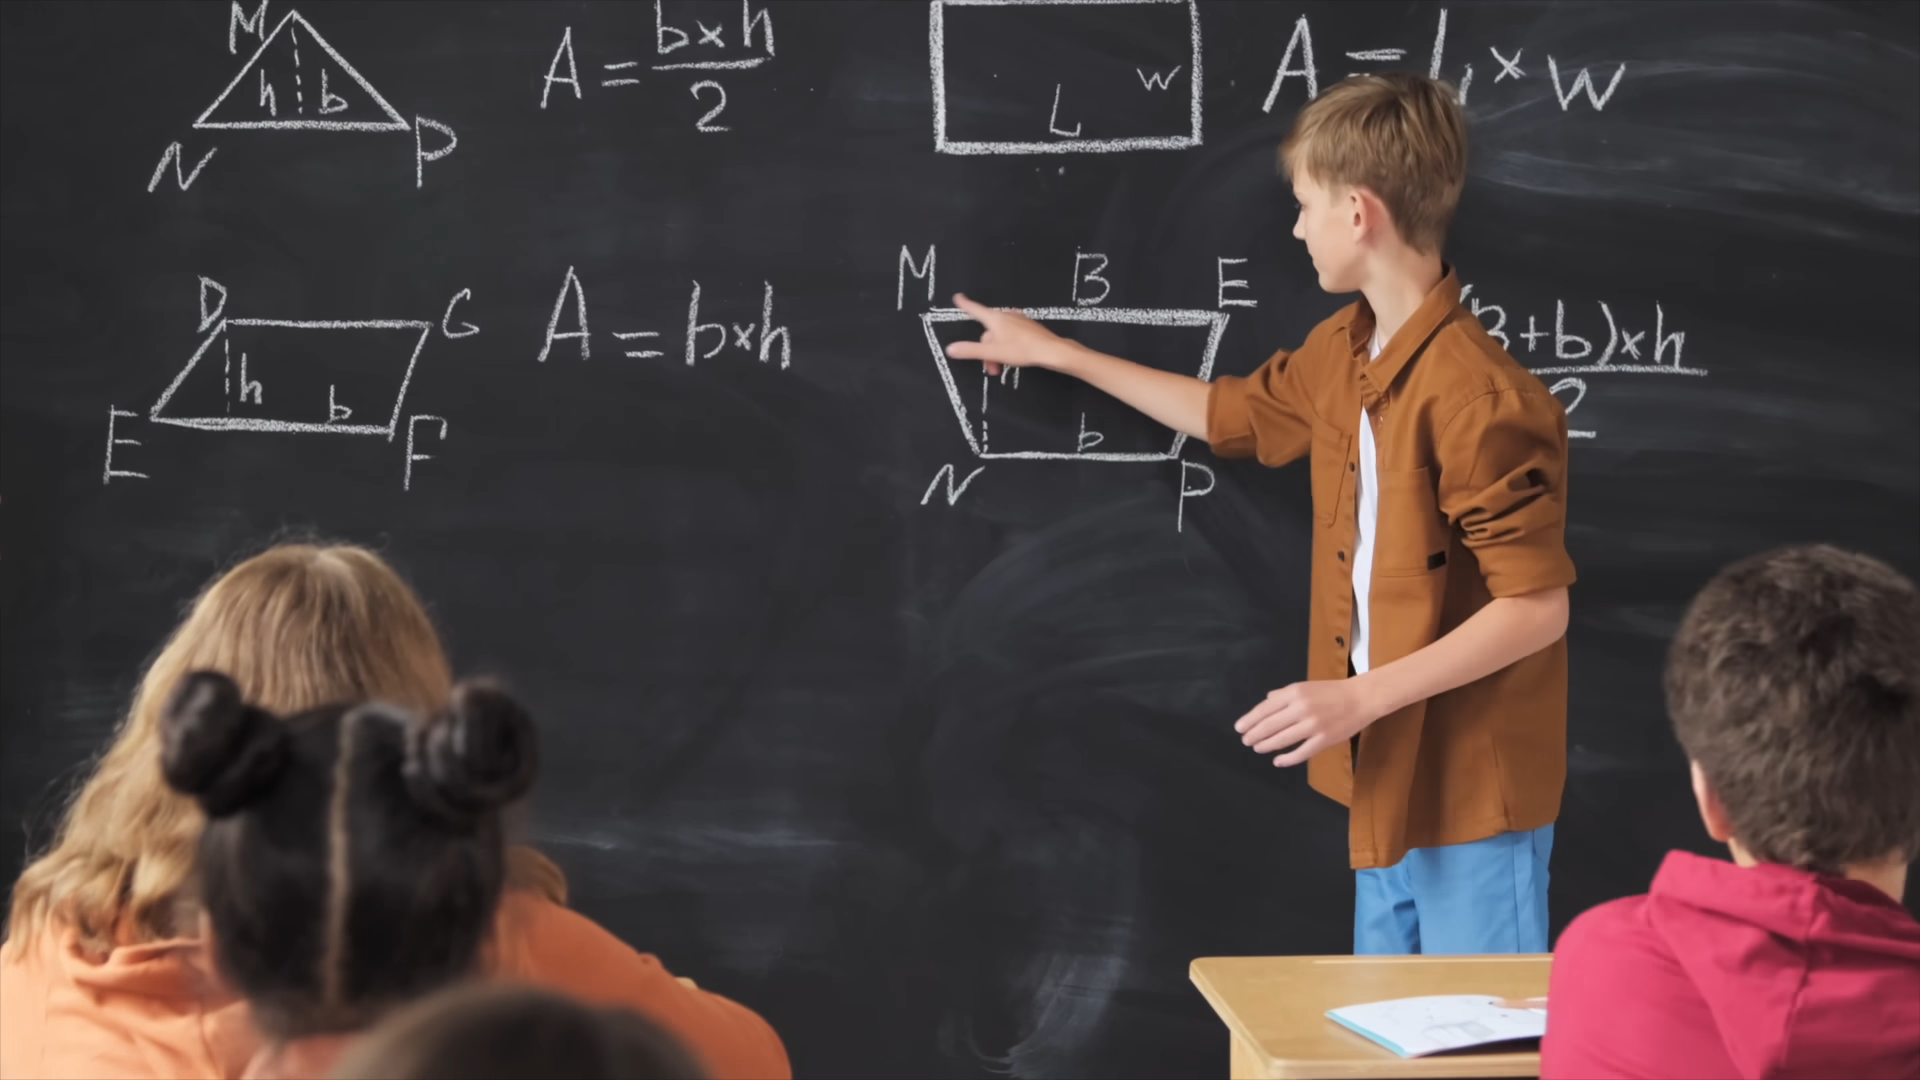 M
h b
N P
A = b×h
2
L w
A = L × w
D G
h
b
E F
A = b×h
M B E
h
b
N P
B+b)×h
2